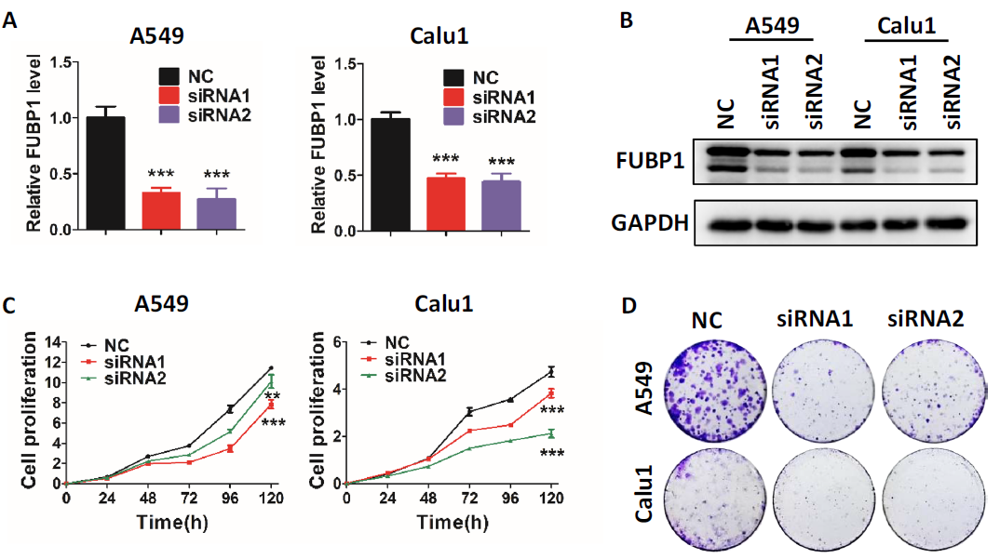 A
A549
Relative FUBP1 level
1.5
1.0
0.5
0.0
NC
siRNA1
siRNA2
***
***
Calu1
Relative FUBP1 level
1.5
1.0
0.5
0.0
NC
siRNA1
siRNA2
***
***
B
A549 Calu1
NC siRNA1 siRNA2 NC siRNA1 siRNA2
FUBP1
GAPDH
C
A549
Cell proliferation
14
12
10
8
6
4
2
0
NC
siRNA1
siRNA2
**
***
0 24 48 72 96 120
Time(h)
Calu1
Cell proliferation
6
4
2
0
NC
siRNA1
siRNA2
***
***
0 24 48 72 96 120
Time(h)
D
NC siRNA1 siRNA2
A549
Calu1